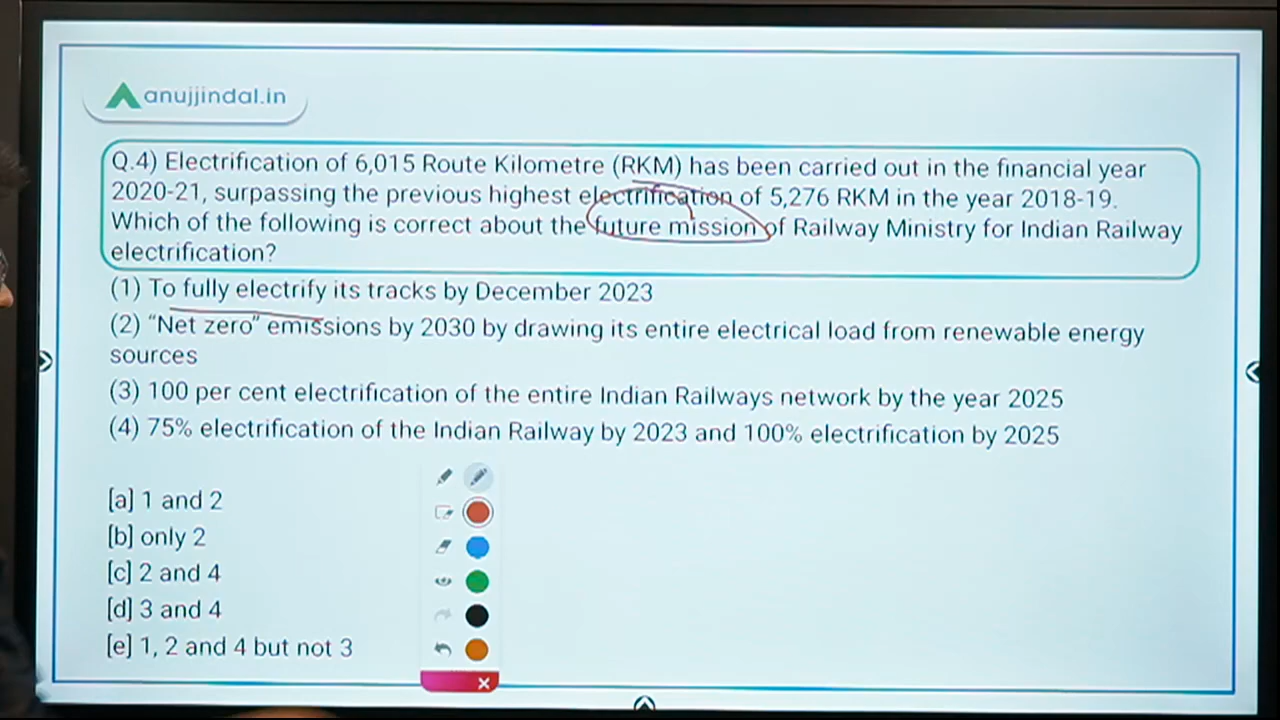 anujjindal.in
Q.4) Electrification of 6,015 Route Kilometre (RKM) has been carried out in the financial year
2020-21, surpassing the previous highest electrification of 5,276 RKM in the year 2018-19.
Which of the following is correct about the future mission of Railway Ministry for Indian Railway
electrification?
(1) To fully electrify its tracks by December 2023
(2) “Net zero” emissions by 2030 by drawing its entire electrical load from renewable energy
sources
(3) 100 per cent electrification of the entire Indian Railways network by the year 2025
(4) 75% electrification of the Indian Railway by 2023 and 100% electrification by 2025
[a] 1 and 2
[b] only 2
[c] 2 and 4
[d] 3 and 4
[e] 1, 2 and 4 but not 3